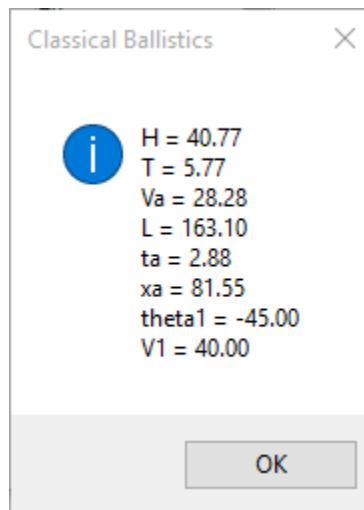 Classical Ballistics
H = 40.77
T = 5.77
Va = 28.28
L = 163.10
ta = 2.88
xa = 81.55
theta1 = -45.00
V1 = 40.00
OK